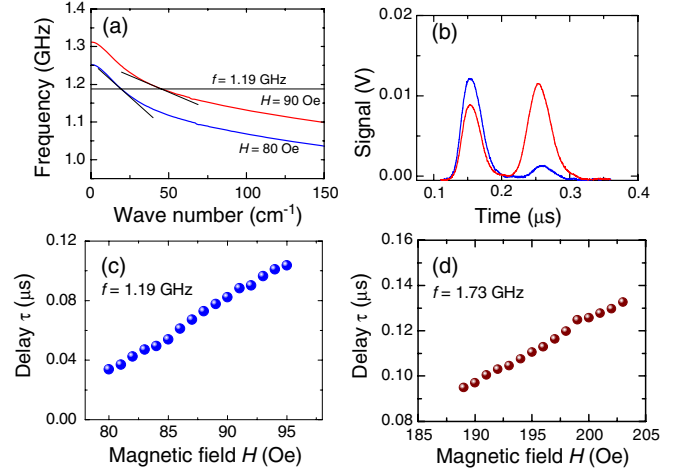 (a)
Frequency (GHz)
1.4
1.3
1.2
1.1
1.0
f = 1.19 GHz
H = 90 Oe
H = 80 Oe
0
50
100
150
Wave number (cm-1)
(b)
Signal (V)
0.01
0.00
0.1
0.2
0.3
0.4
Time (μs)
(c)
Delay τ (μs)
0.12
0.08
0.04
0.00
f = 1.19 GHz
80
85
90
95
Magnetic field H (Oe)
(d)
Delay τ (μs)
0.16
0.14
0.12
0.10
0.08
f = 1.73 GHz
185
190
195
200
205
Magnetic field H (Oe)